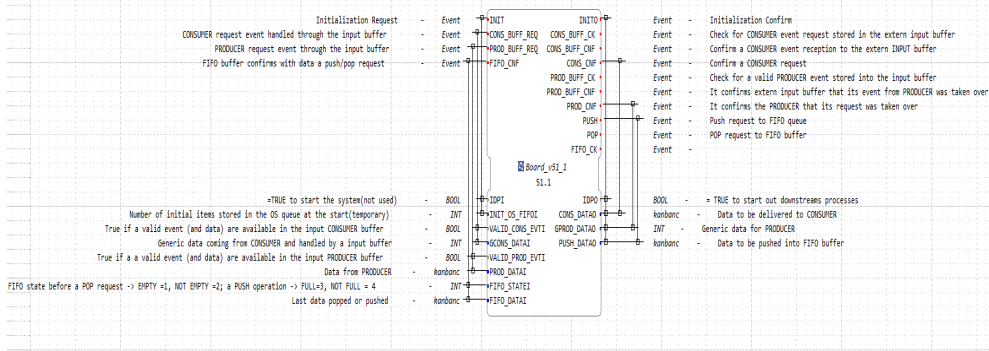 Initialization Request - Event INIT INITO Event - Initialization Confirm
CONSUMER request event handled through the input buffer - Event CONS_BUFF_REQ CONS_BUFF_CK Event - Check for CONSUMER event request stored in the extern input buffer
PRODUCER request event through the input buffer - Event PROD_BUFF_REQ CONS_BUFF_CNF Event - Confirm a CONSUMER event reception to the extern INPUT buffer
FIFO buffer confirms with data a push/pop request - Event FIFO_CNF CONS_CNF Event - Confirm a CONSUMER request
PROD_BUFF_CK Event - Check for a valid PRODUCER event stored into the input buffer
PROD_BUFF_CNF Event - It confirms extern input buffer that its event from PRODUCER was taken over
PROD_CNF Event - It confirms the PRODUCER that its request was taken over
PUSH Event - Push request to FIFO queue
POP Event - POP request to FIFO buffer
FIFO_CK Event -
Board_v51_1
51.1
=TRUE to start the system(not used) - BOOL IDPI IDPO BOOL - = TRUE to start out downstreams processes
Number of initial items stored in the OS queue at the start(temporary) - INT INIT_OS_FIFOI CONS_DATAO kanbanc - Data to be delivered to CONSUMER
True if a valid event (and data) are available in the input CONSUMER buffer - BOOL VALID_CONS_EVTI GPROD_DATAO INT - Generic data for PRODUCER
Generic data coming from CONSUMER and handled by a input buffer - INT GCONS_DATAI PUSH_DATAO kanbanc - Data to be pushed into FIFO buffer
True if a a valid event (and data) are available in the input PRODUCER buffer - BOOL VALID_PROD_EVTI
Data from PRODUCER - kanbanc PROD_DATAI
FIFO state before a POP request -> EMPTY =1, NOT EMPTY =2; a PUSH operation -> FULL=3, NOT FULL = 4 - INT FIFO_STATEI
Last data popped or pushed - kanbanc FIFO_DATAI